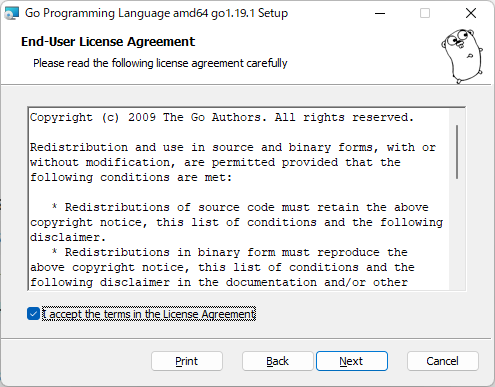 Go Programming Language amd64 go1.19.1 Setup
End-User License Agreement
Please read the following license agreement carefully
Copyright (c) 2009 The Go Authors. All rights reserved.
Redistribution and use in source and binary forms, with or
without modification, are permitted provided that the
following conditions are met:
* Redistributions of source code must retain the above
copyright notice, this list of conditions and the following
disclaimer.
* Redistributions in binary form must reproduce the
above copyright notice, this list of conditions and the
following disclaimer in the documentation and/or other
I accept the terms in the License Agreement
Print Back Next Cancel